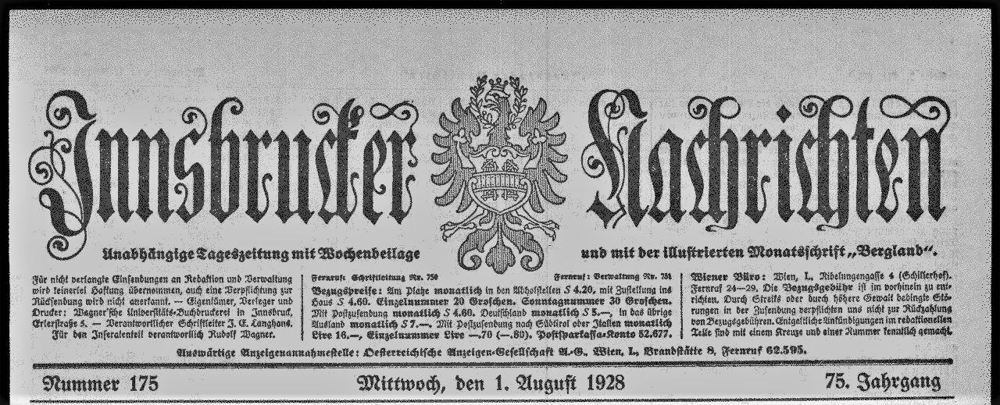 Innsbrucker Nachrichten
Unabhängige Tageszeitung mit Wochenbeilage
und mit der illustrierten Monatsschrift „Bergland“.
Für nicht verlangte Einsendungen an Redaktion und Verwaltung
wird keinerlei Haftung übernommen, auch eine Verpflichtung zur
Rücksendung wird nicht anerkannt. — Eigentümer, Verleger und
Drucker: Wagner'sche Universitäts-Buchdruckerei in Innsbruck,
Erlerstraße 5. — Verantwortlicher Schriftleiter J. E. Langhans.
Für den Inseratenteil verantwortlich Rudolf Wagner.
Fernruf: Schriftleitung Nr. 750
Fernruf: Verwaltung Nr. 751
Bezugspreise: Am Platze monatlich in den Abholstellen S 4.20, mit Zustellung ins
Haus S 4.60. Einzelnummer 20 Groschen. Sonntagnummer 30 Groschen.
Mit Postzusendung monatlich S 4.60. Deutschland monatlich S 5.—, in das übrige
Ausland monatlich S 7.—. Mit Postzusendung nach Südtirol oder Italien monatlich
Lire 16.—, Einzelnummer Lire —.70 (—.80). Postsparkassa-Konto 52.677.
Wiener Büro: Wien, I., Nibelungengasse 4 (Schillerhof).
Fernruf 24—29. Die Bezugsgebühr ist im vorhinein zu ent-
richten. Durch Streiks oder durch höhere Gewalt bedingte Stö-
rungen in der Zusendung verpflichten uns nicht zur Rückzahlung
von Bezugsgebühren. Entgeltliche Ankündigungen im redaktionellen
Teile sind mit einem Kreuze und einer Nummer kenntlich gemacht.
Auswärtige Anzeigenannahmestelle: Oesterreichische Anzeigen-Gesellschaft A.-G., Wien, I., Brandstätte 8, Fernruf 62.595.
Nummer 175
Mittwoch, den 1. August 1928
75. Jahrgang